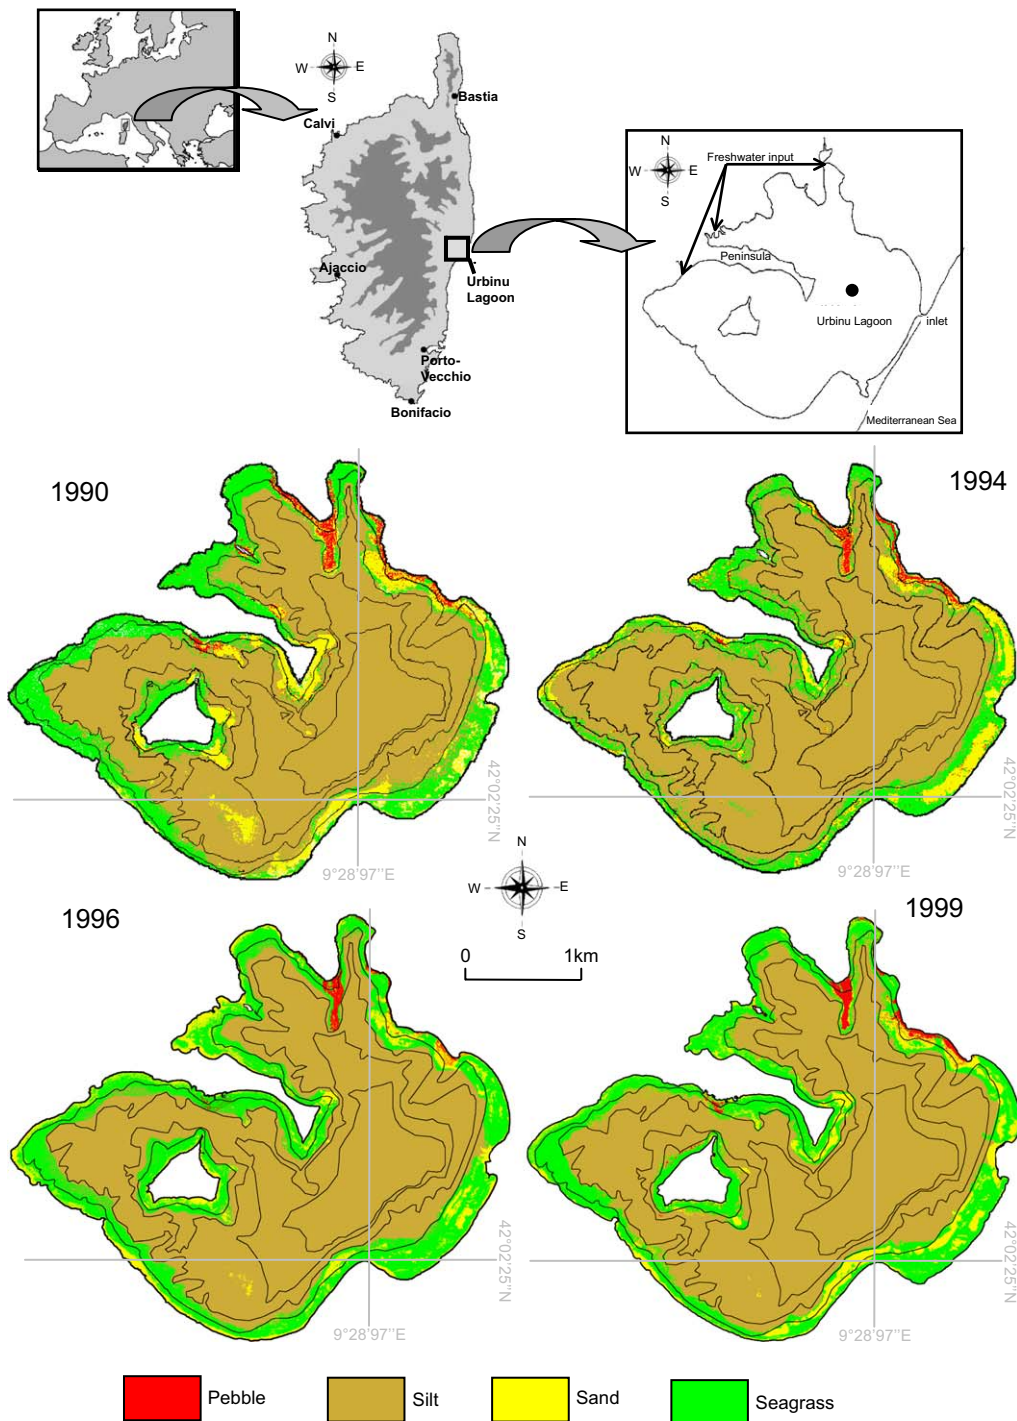 N
W
E
S
Bastia
Calvi
Ajaccio
Urbinu
Lagoon
Porto-
Vecchio
Bonifacio
N
W
E
S
Freshwater input
Peninsula
Urbinu Lagoon
inlet
Mediterranean Sea
1990
1994
42°02'25''N
9°28'97''E
42°02'25''N
9°28'97''E
N
W
E
S
1996
1999
0
1km
42°02'25''N
9°28'97''E
42°02'25''N
9°28'97''E
Pebble
Silt
Sand
Seagrass